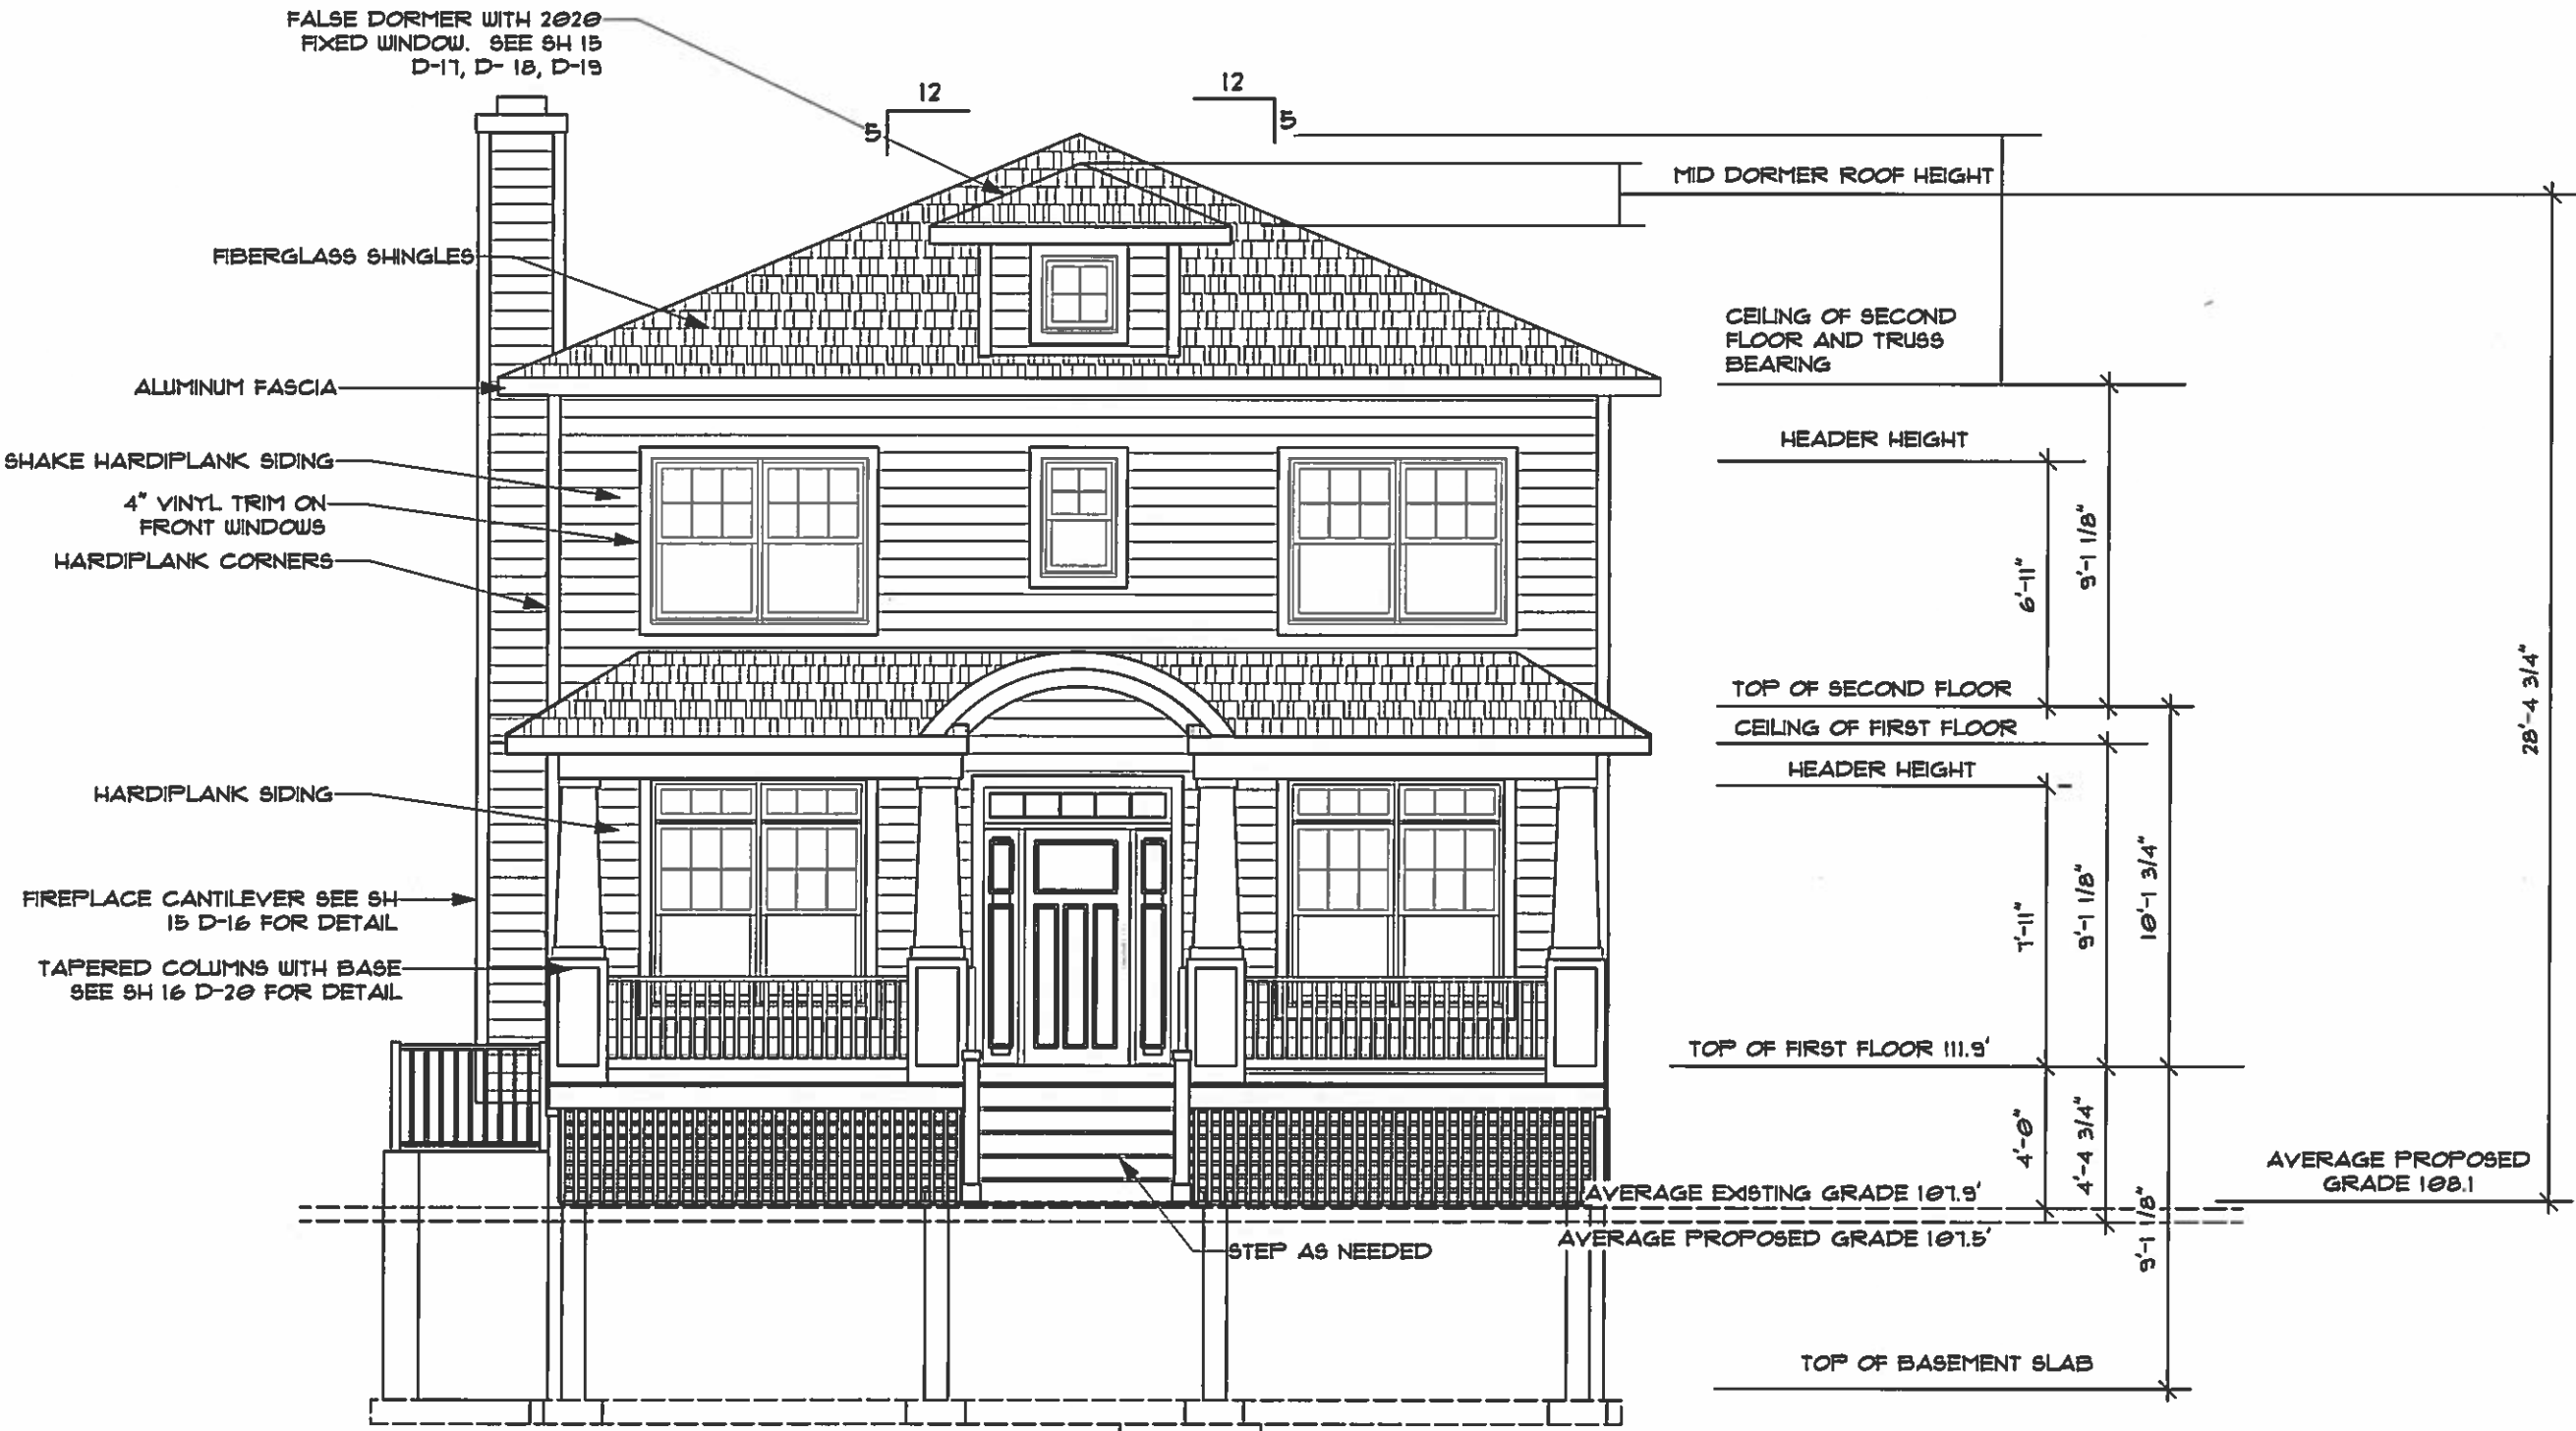 FALSE DORMER WITH 2020
FIXED WINDOW. SEE SH 15
D-17, D- 18, D-19
12
5
12
5
MID DORMER ROOF HEIGHT
FIBERGLASS SHINGLES
CEILING OF SECOND
FLOOR AND TRUSS
BEARING
ALUMINUM FASCIA
HEADER HEIGHT
SHAKE HARDIPLANK SIDING
4" VINYL TRIM ON
FRONT WINDOWS
HARDIPLANK CORNERS
6'-11"
9'-1 1/8"
28'-4 3/4"
TOP OF SECOND FLOOR
CEILING OF FIRST FLOOR
HEADER HEIGHT
HARDIPLANK SIDING
FIREPLACE CANTILEVER SEE SH
15 D-16 FOR DETAIL
TAPERED COLUMNS WITH BASE
SEE SH 16 D-20 FOR DETAIL
7'-11"
9'-1 1/8"
10'-1 3/4"
TOP OF FIRST FLOOR 111.9'
4'-0"
4'-4 3/4"
9'-1 1/8"
AVERAGE PROPOSED
GRADE 108.1
AVERAGE EXISTING GRADE 107.9'
AVERAGE PROPOSED GRADE 107.5'
STEP AS NEEDED
TOP OF BASEMENT SLAB